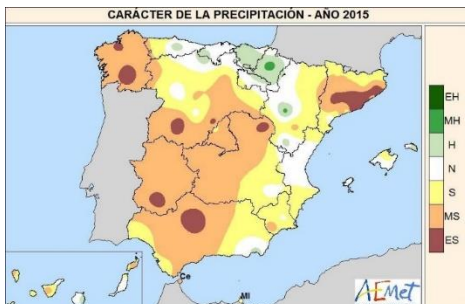 CARÁCTER DE LA PRECIPITACIÓN - AÑO 2015
EH
MH
H
N
S
MS
ES
Ce
Ml
AEMet